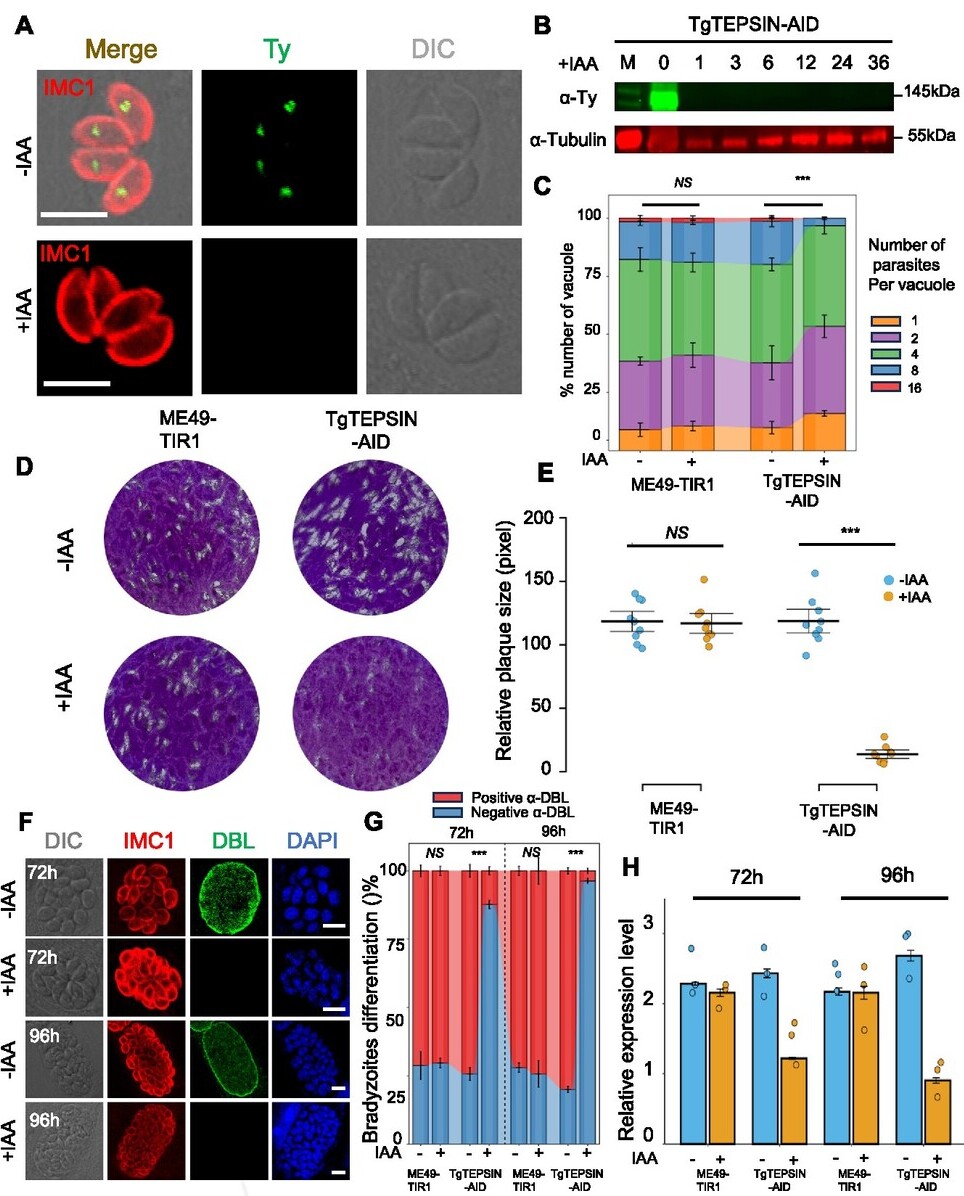 A
Merge
Ty
DIC
IMC1
-IAA
IMC1
+IAA
B
TgTEPSIN-AID
+IAA M 0 1 3 6 12 24 36
α-Ty
145kDa
α-Tubulin
55kDa
C
NS
***
100
75
50
25
0
% number of vacuole
IAA - + - +
ME49-TIR1
TgTEPSIN
-AID
Number of
parasites
Per vacuole
1
2
4
8
16
D
ME49-
TIR1
TgTEPSIN
-AID
-IAA
+IAA
E
Relative plaque size (pixel)
200
150
100
50
0
NS
***
-IAA
+IAA
ME49-
TIR1
TgTEPSIN
-AID
F
DIC
IMC1
DBL
DAPI
-IAA
72h
+IAA
72h
-IAA
96h
+IAA
96h
G
Positive α-DBL
Negative α-DBL
72h
96h
NS
***
NS
***
Bradyzoites differentiation ()%
100
75
50
25
0
IAA - + - + - + - +
ME49-
TIR1
TgTEPSIN
-AID
ME49-
TIR1
TgTEPSIN
-AID
H
72h
96h
Relative expression level
3
2
1
0
IAA - + - + - + - +
ME49-
TIR1
TgTEPSIN
-AID
ME49-
TIR1
TgTEPSIN
-AID